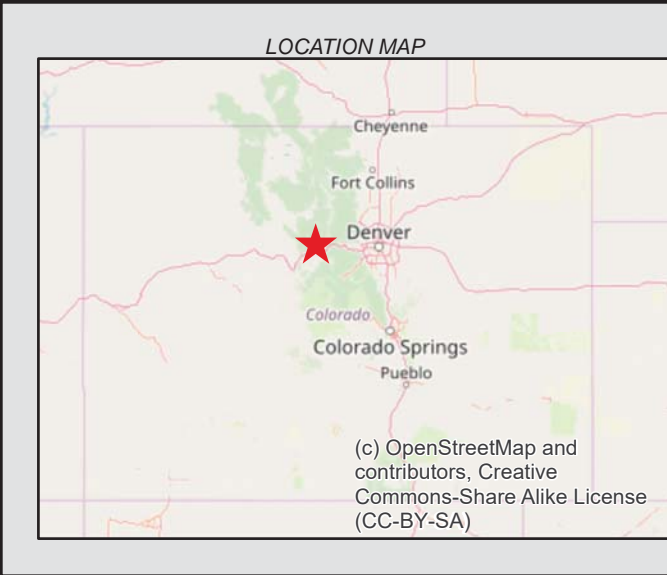 LOCATION MAP
Cheyenne
Fort Collins
Denver
Colorado
Colorado Springs
Pueblo
(c) OpenStreetMap and
contributors, Creative
Commons-Share Alike License
(CC-BY-SA)